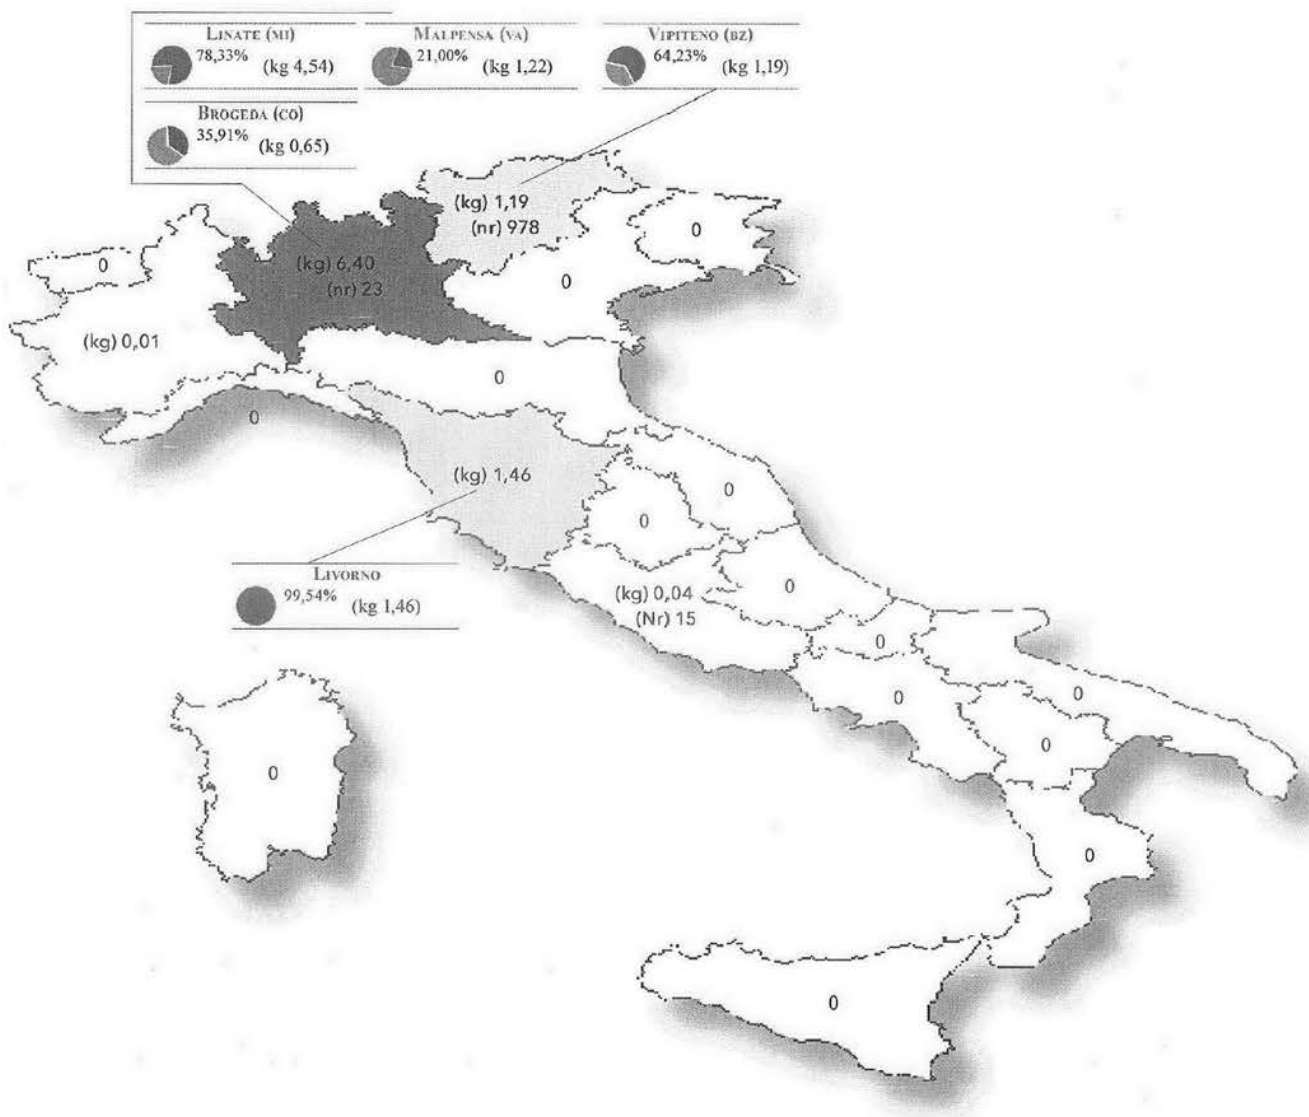 LINATE (MI)
78,33% (kg 4,54)
MALPENSA (VA)
21,00% (kg 1,22)
VIPITENO (BZ)
64,23% (kg 1,19)
BROGEDA (CO)
35,91% (kg 0,65)
(kg) 1,19
(nr) 978
0
0
(kg) 6,40
(nr) 23
0
(kg) 0,01
0
0
(kg) 1,46
0
0
LIVORNO
99,54% (kg 1,46)
(kg) 0,04
(Nr) 15
0
0
0
0
0
0
0
0